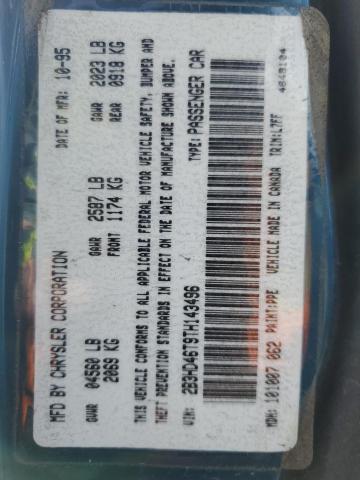 MFD BY CHRYSLER CORPORATION DATE OF MFR: 10-95
GVWR 04560 LB GAWR 2587 LB GAWR 2023 LB
2069 KG FRONT 1174 KG REAR 0918 KG
THIS VEHICLE CONFORMS TO ALL APPLICABLE FEDERAL MOTOR VEHICLE SAFETY, BUMPER AND
THEFT PREVENTION STANDARDS IN EFFECT ON THE DATE OF MANUFACTURE SHOWN ABOVE.
VIN: 2B3HD46T9TH143496 TYPE: PASSENGER CAR
MDH: 101007 062 PAINT: PPE VEHICLE MADE IN CANADA TRIM: L7FF 4648104